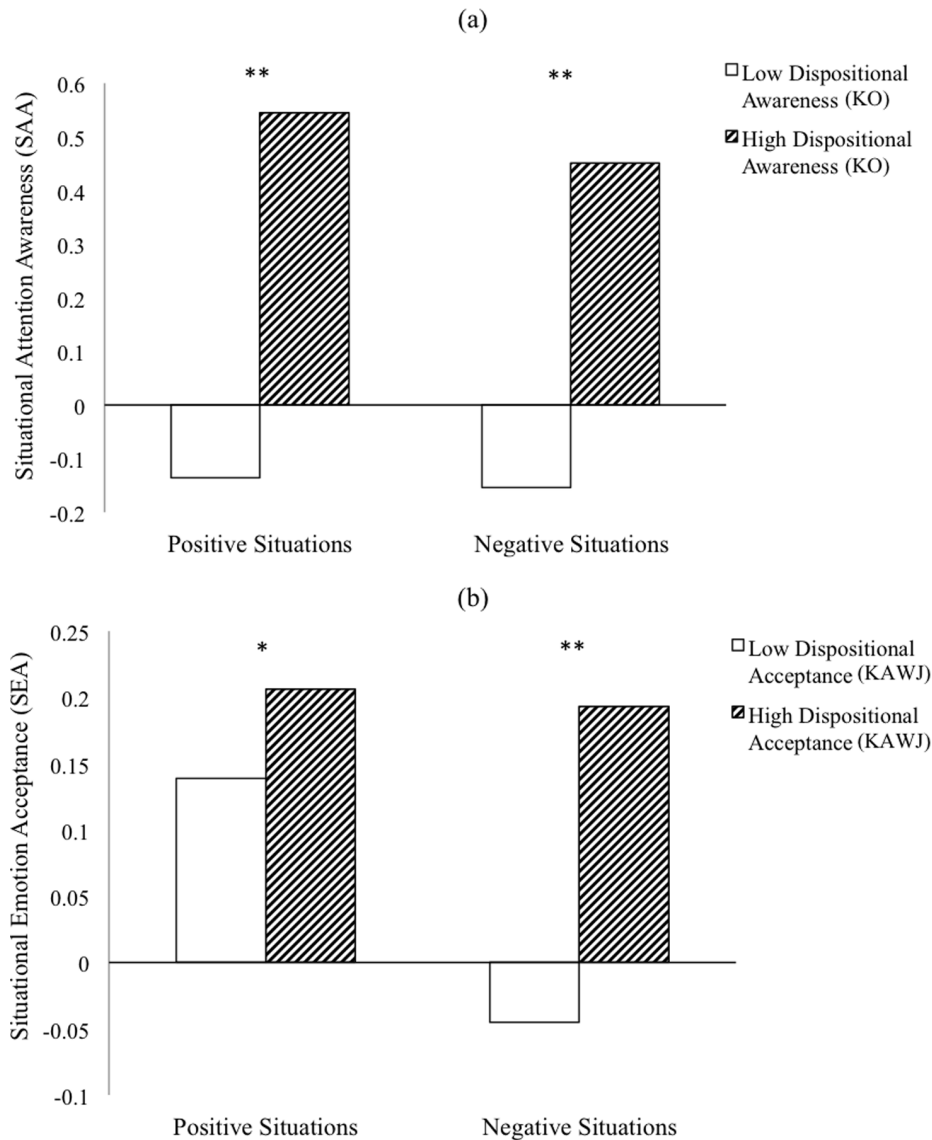 (a)
Situational Attention Awareness (SAA)
0.6
0.5
0.4
0.3
0.2
0.1
0
-0.1
-0.2
**
**
Low Dispositional
Awareness (KO)
High Dispositional
Awareness (KO)
Positive Situations
Negative Situations
(b)
Situational Emotion Acceptance (SEA)
0.25
0.2
0.15
0.1
0.05
0
-0.05
-0.1
*
**
Low Dispositional
Acceptance (KAWJ)
High Dispositional
Acceptance (KAWJ)
Positive Situations
Negative Situations